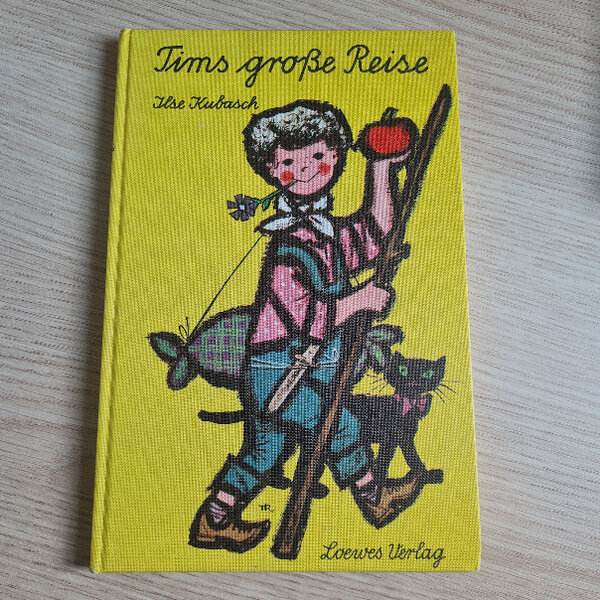 Tims große Reise
Ilse Kubasch
Loewes Verlag